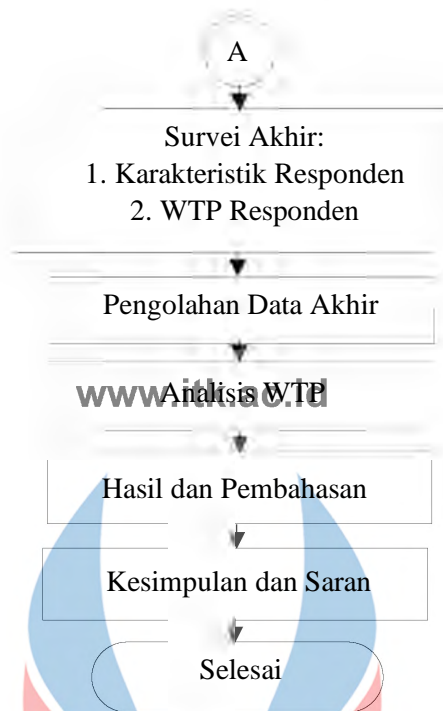 A
Survei Akhir:
1. Karakteristik Responden
2. WTP Responden
Pengolahan Data Akhir
Analisis WTP
www.itk.ac.id
Hasil dan Pembahasan
Kesimpulan dan Saran
Selesai